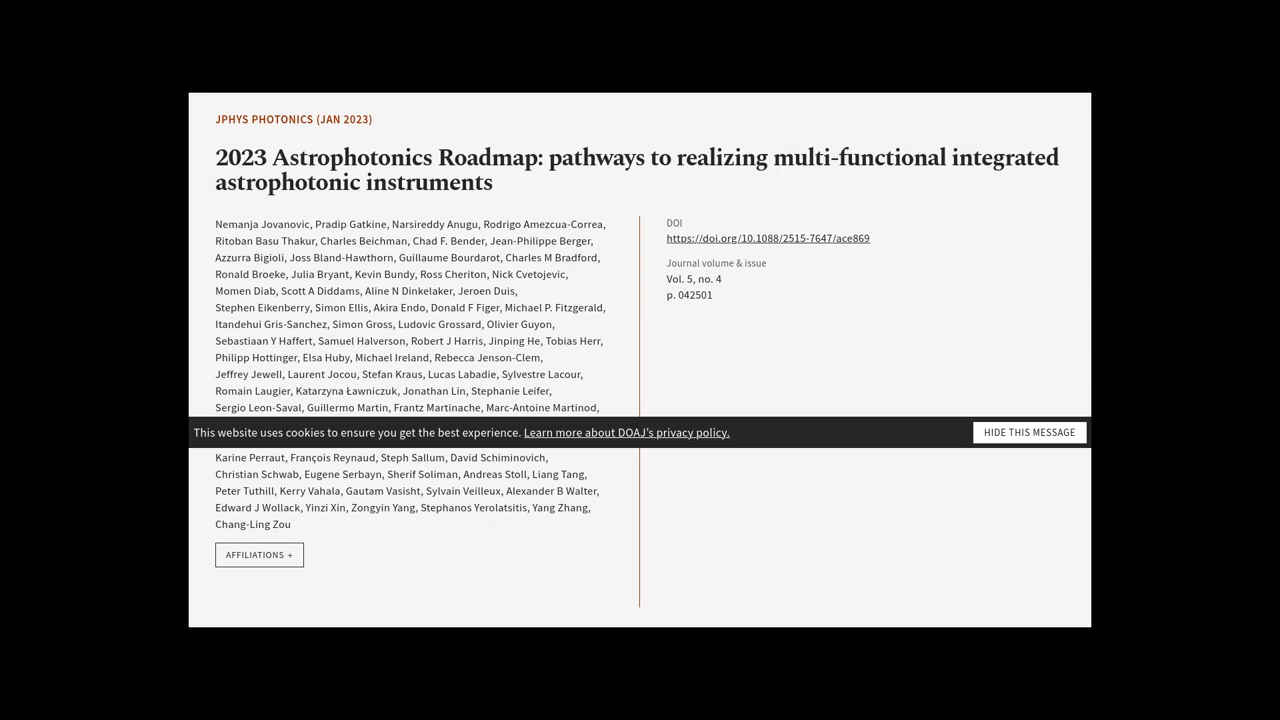 JPHYS PHOTONICS (JAN 2023)
2023 Astrophotonics Roadmap: pathways to realizing multi-functional integrated
astrophotonic instruments
Nemanja Jovanovic, Pradip Gatkine, Narsireddy Anugu, Rodrigo Amezcua-Correa,
Ritoban Basu Thakur, Charles Beichman, Chad F. Bender, Jean-Philippe Berger,
Azzurra Bigioli, Joss Bland-Hawthorn, Guillaume Bourdarot, Charles M Bradford,
Ronald Broeke, Julia Bryant, Kevin Bundy, Ross Cheriton, Nick Cvetojevic,
Momen Diab, Scott A Diddams, Aline N Dinkelaker, Jeroen Duis,
Stephen Eikenberry, Simon Ellis, Akira Endo, Donald F Figer, Michael P. Fitzgerald,
Itandehui Gris-Sanchez, Simon Gross, Ludovic Grossard, Olivier Guyon,
Sebastiaan Y Haffert, Samuel Halverson, Robert J Harris, Jinping He, Tobias Herr,
Philipp Hottinger, Elsa Huby, Michael Ireland, Rebecca Jenson-Clem,
Jeffrey Jewell, Laurent Jocou, Stefan Kraus, Lucas Labadie, Sylvestre Lacour,
Romain Laugier, Katarzyna Ławniczuk, Jonathan Lin, Stephanie Leifer,
Sergio Leon-Saval, Guillermo Martin, Frantz Martinache, Marc-Antoine Martinod,
Karine Perraut, François Reynaud, Steph Sallum, David Schiminovich,
Christian Schwab, Eugene Serbayn, Sherif Soliman, Andreas Stoll, Liang Tang,
Peter Tuthill, Kerry Vahala, Gautam Vasisht, Sylvain Veilleux, Alexander B Walter,
Edward J Wollack, Yinzi Xin, Zongyin Yang, Stephanos Yerolatsitis, Yang Zhang,
Chang-Ling Zou
AFFILIATIONS +
DOI
https://doi.org/10.1088/2515-7647/ace869
Journal volume & issue
Vol. 5, no. 4
p. 042501
This website uses cookies to ensure you get the best experience. Learn more about DOAJ's privacy policy.
HIDE THIS MESSAGE